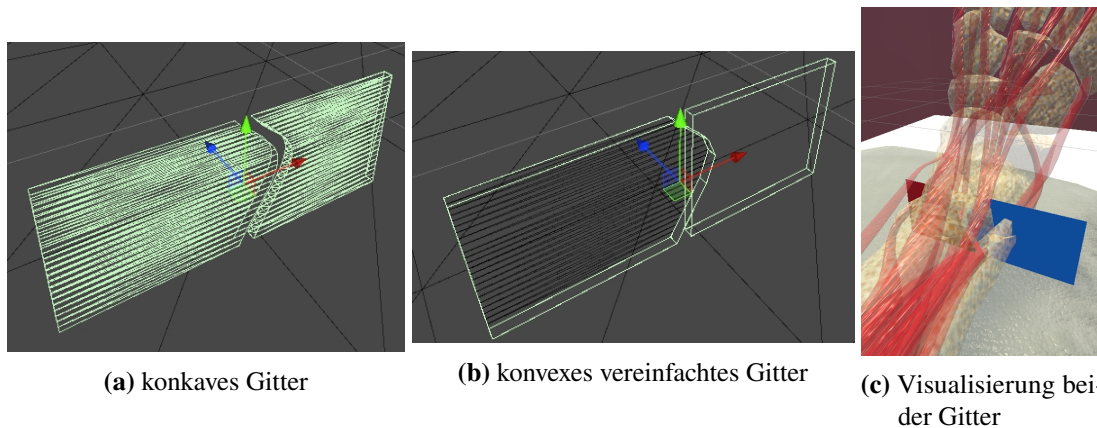 (a) konkaves Gitter
(b) konvexes vereinfachtes Gitter
(c) Visualisierung bei-
der Gitter